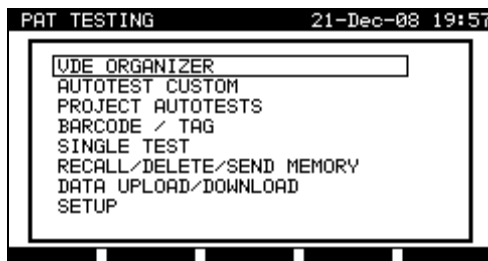 PAT TESTING 21-Dec-08 19:57
VDE ORGANIZER
AUTOTEST CUSTOM
PROJECT AUTOTESTS
BARCODE / TAG
SINGLE TEST
RECALL/DELETE/SEND MEMORY
DATA UPLOAD/DOWNLOAD
SETUP